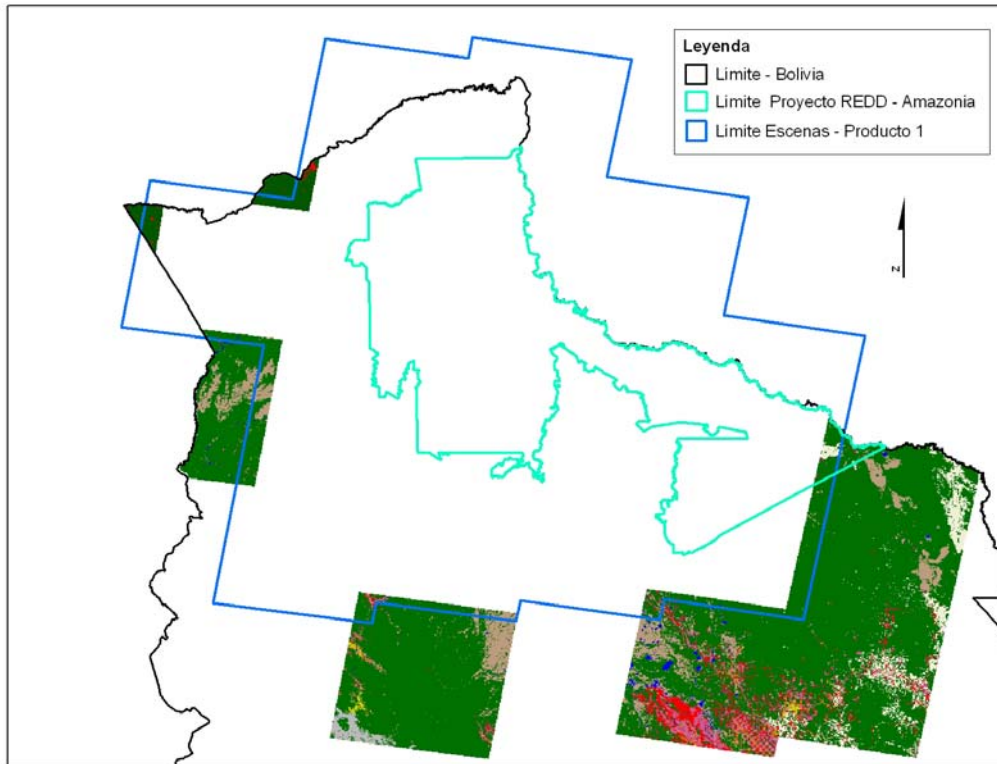 Leyenda
Limite - Bolivia
Limite Proyecto REDD - Amazonia
Limite Escenas - Producto 1
N